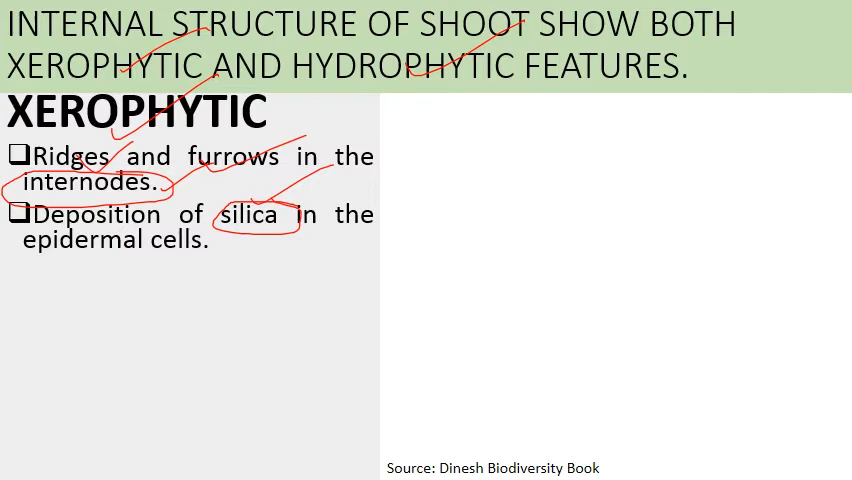 INTERNAL STRUCTURE OF SHOOT SHOW BOTH
XEROPHYTIC AND HYDROPHYTIC FEATURES.
XEROPHYTIC
❑Ridges and furrows in the
internodes.
❑Deposition of silica in the
epidermal cells.
Source: Dinesh Biodiversity Book